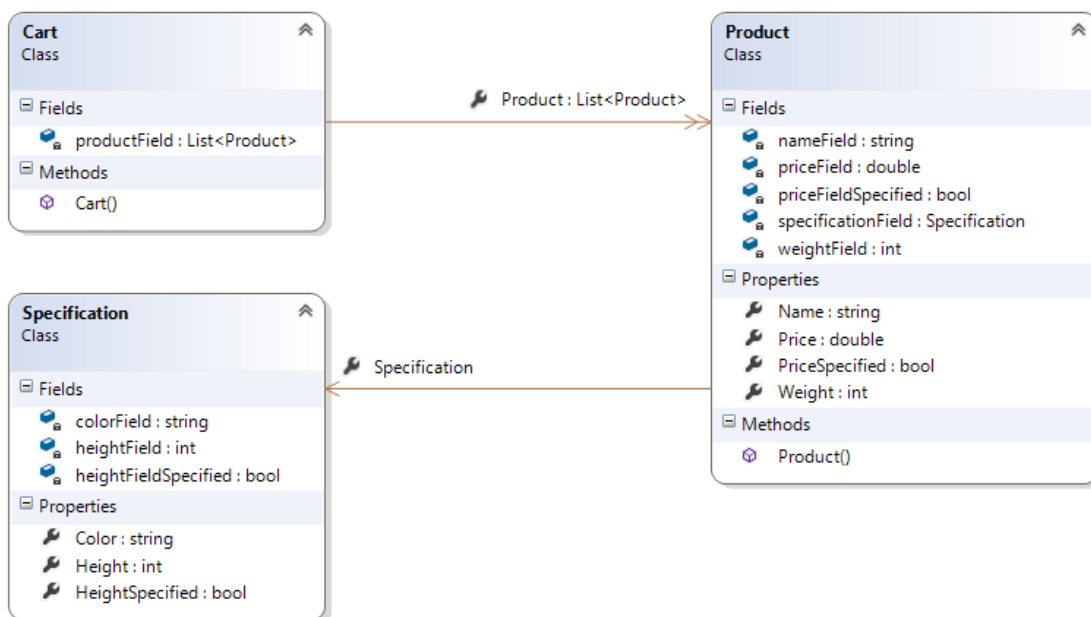 Cart
Class
Fields
productField : List<Product>
Methods
Cart()
Product : List<Product>
Product
Class
Fields
nameField : string
priceField : double
priceFieldSpecified : bool
specificationField : Specification
weightField : int
Properties
Name : string
Price : double
PriceSpecified : bool
Weight : int
Methods
Product()
Specification
Specification
Class
Fields
colorField : string
heightField : int
heightFieldSpecified : bool
Properties
Color : string
Height : int
HeightSpecified : bool